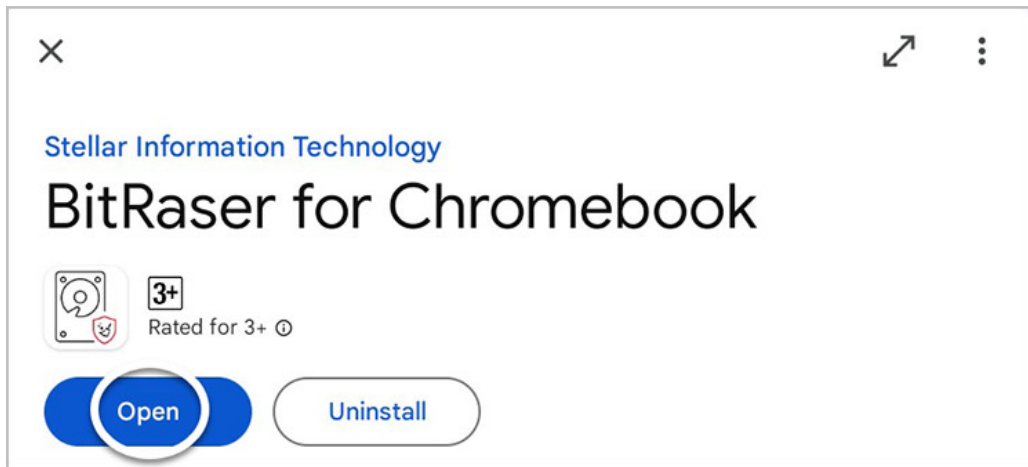 Stellar Information Technology
BitRaser for Chromebook
3+
Rated for 3+
Open
Uninstall